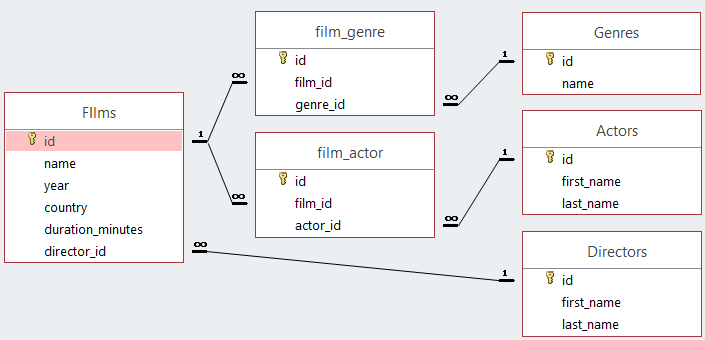 FIlms
id
name
year
country
duration_minutes
director_id
film_genre
id
film_id
genre_id
film_actor
id
film_id
actor_id
Genres
id
name
Actors
id
first_name
last_name
Directors
id
first_name
last_name
1
∞
∞
∞
1
∞
1
∞
1